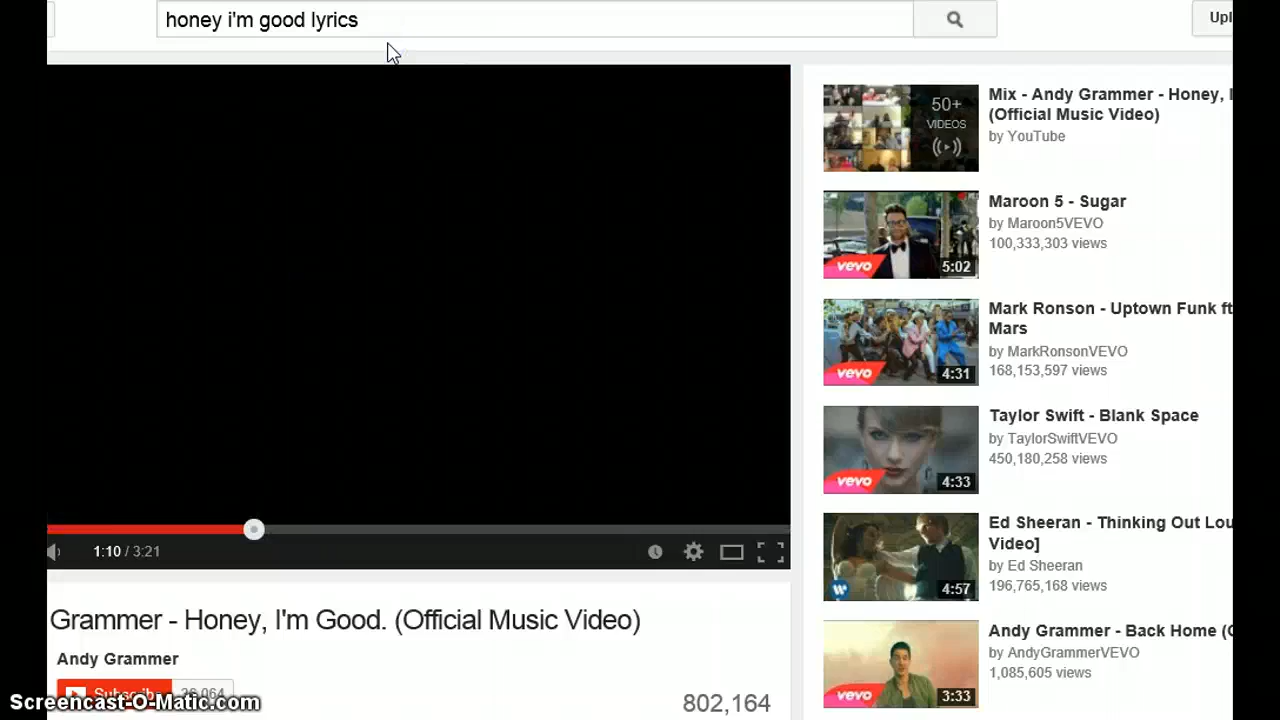 honey i'm good lyrics
Upl
50+
VIDEOS
Mix - Andy Grammer - Honey, I
(Official Music Video)
by YouTube
vevo
5:02
Maroon 5 - Sugar
by Maroon5VEVO
100,333,303 views
vevo
4:31
Mark Ronson - Uptown Funk ft
Mars
by MarkRonsonVEVO
168,153,597 views
vevo
4:33
Taylor Swift - Blank Space
by TaylorSwiftVEVO
450,180,258 views
W
4:57
Ed Sheeran - Thinking Out Lou
Video]
by Ed Sheeran
196,765,168 views
vevo
3:33
Andy Grammer - Back Home (O
by AndyGrammerVEVO
1,085,605 views
1:10 / 3:21
Grammer - Honey, I'm Good. (Official Music Video)
Andy Grammer
Subscribe
802,164
Screencast-O-Matic.com